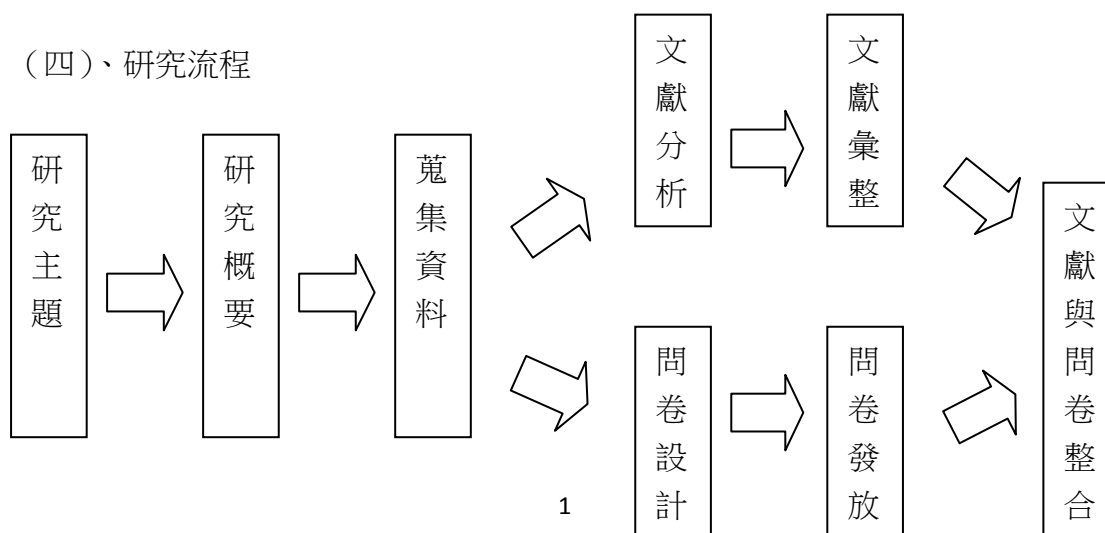 （四）、研究流程
研究主題
研究概要
蒐集資料
文獻分析
文獻彙整
問卷設計
問卷發放
文獻與問卷整合
1